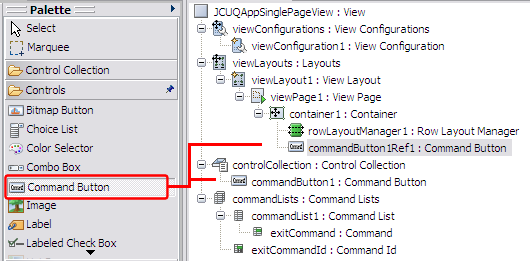 Palette
Select
Marquee
Control Collection
Controls
Bitmap Button
Choice List
Color Selector
Combo Box
Cmd Command Button
Image
Label
Labeled Check Box
JCUQAppSinglePageView : View
viewConfigurations : View Configurations
viewConfiguration1 : View Configuration
viewLayouts : Layouts
viewLayout1 : View Layout
viewPage1 : View Page
container1 : Container
rowLayoutManager1 : Row Layout Manager
Cmd commandButton1Ref1 : Command Button
controlCollection : Control Collection
Cmd commandButton1 : Command Button
commandLists : Command Lists
commandList1 : Command List
exitCommand : Command
exitCommandId : Command Id